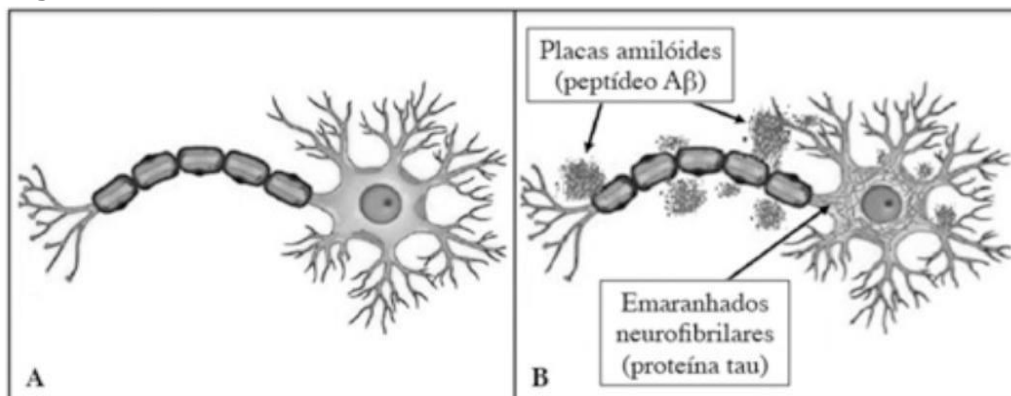 Placas amilóides
(peptídeo Aβ)
Emaranhados
neurofibrilares
(proteína tau)
A
B